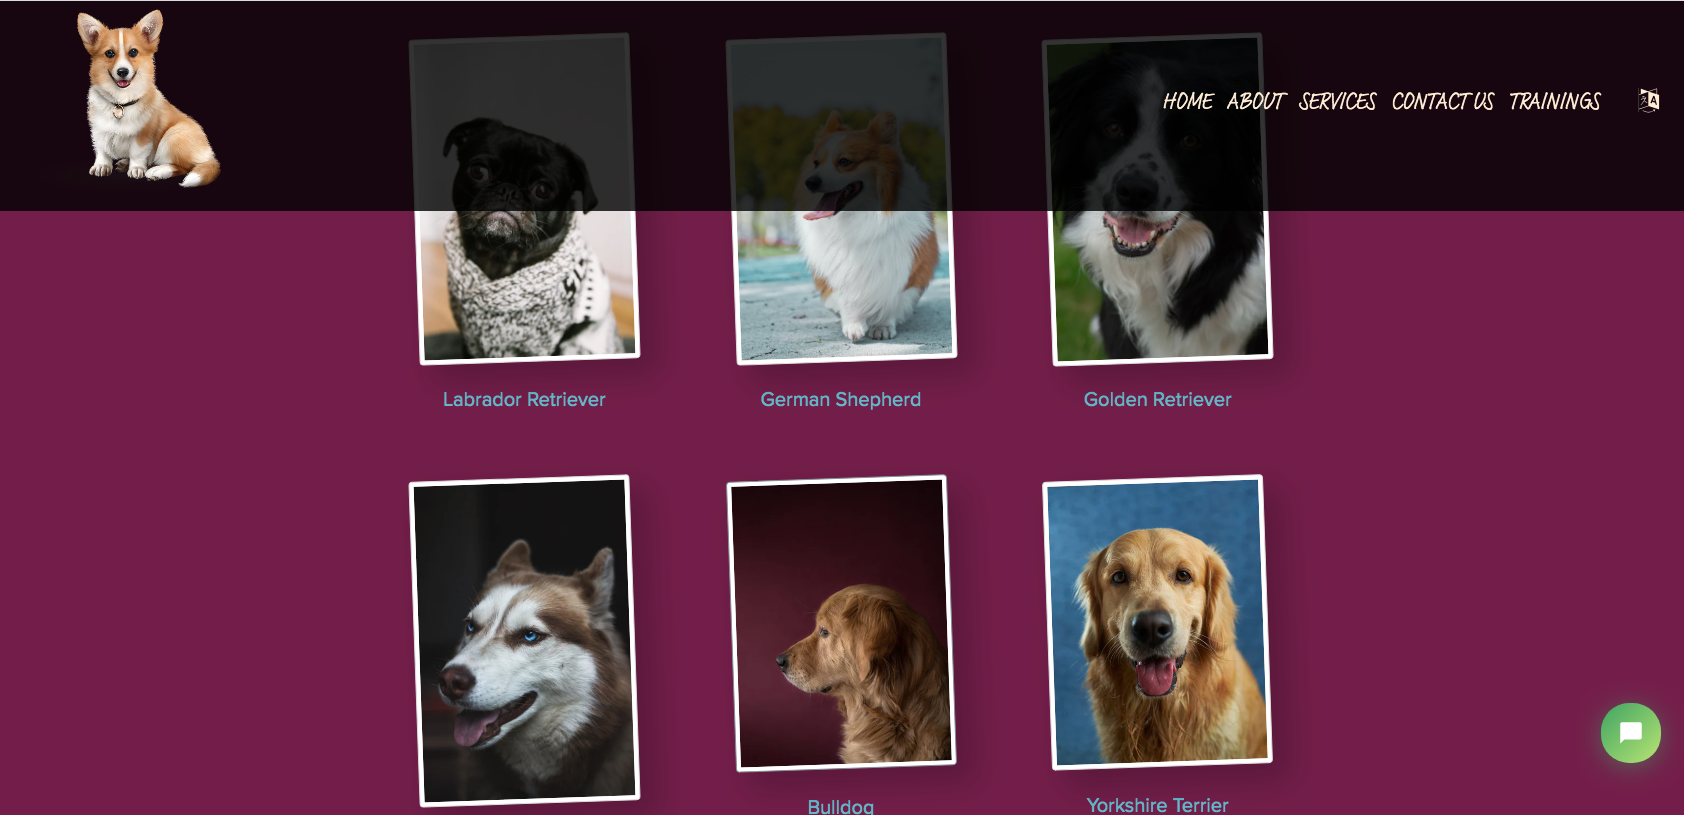 HOME ABOUT SERVICES CONTACT US TRAININGS
Labrador Retriever
German Shepherd
Golden Retriever
Bulldog
Yorkshire Terrier